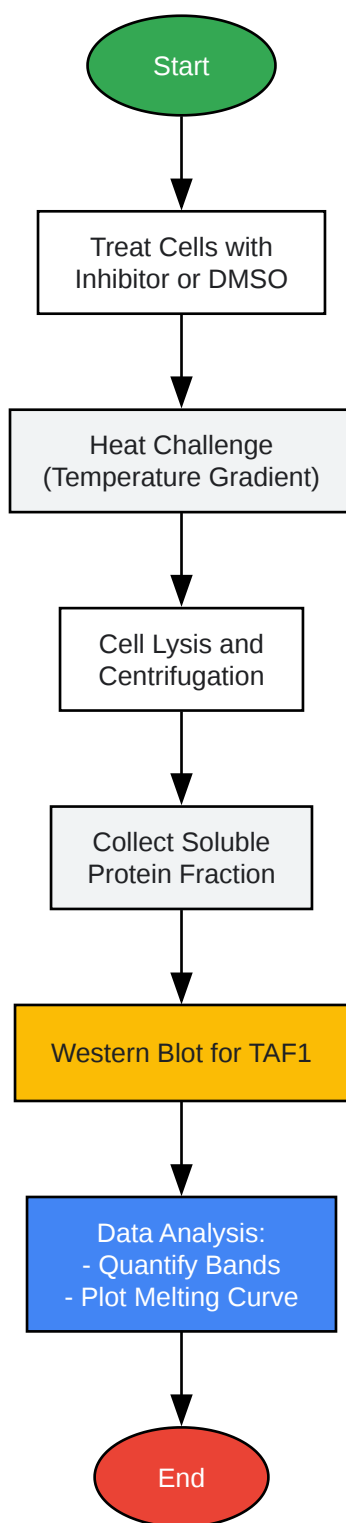 Start
Treat Cells with
Inhibitor or DMSO
Heat Challenge
(Temperature Gradient)
Cell Lysis and
Centrifugation
Collect Soluble
Protein Fraction
Western Blot for TAF1
Data Analysis:
- Quantify Bands
- Plot Melting Curve
End